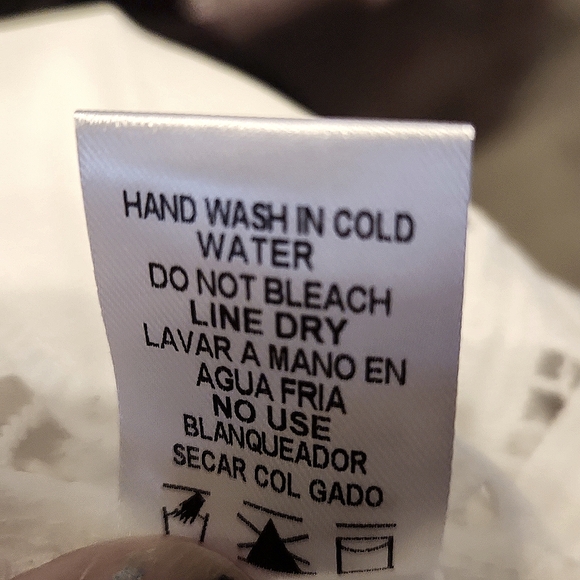 HAND WASH IN COLD
WATER
DO NOT BLEACH
LINE DRY
LAVAR A MANO EN
AGUA FRIA
NO USE
BLANQUEADOR
SECAR COL GADO